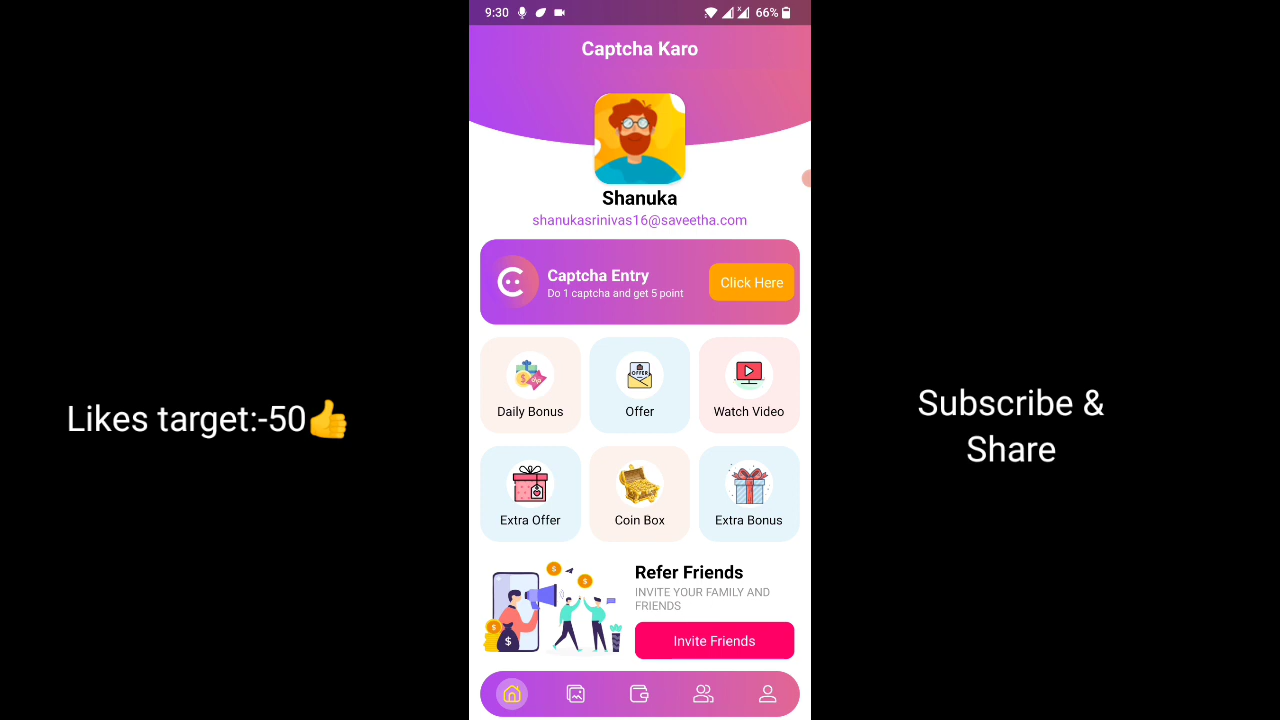 9:30
66%
Captcha Karo
Shanuka
shanukasrinivas16@saveetha.com
Captcha Entry
Do 1 captcha and get 5 point
Click Here
Daily Bonus
OFFER
Offer
Watch Video
Extra Offer
Coin Box
Extra Bonus
Refer Friends
INVITE YOUR FAMILY AND
FRIENDS
Invite Friends
Likes target:-50👍
Subscribe &
Share